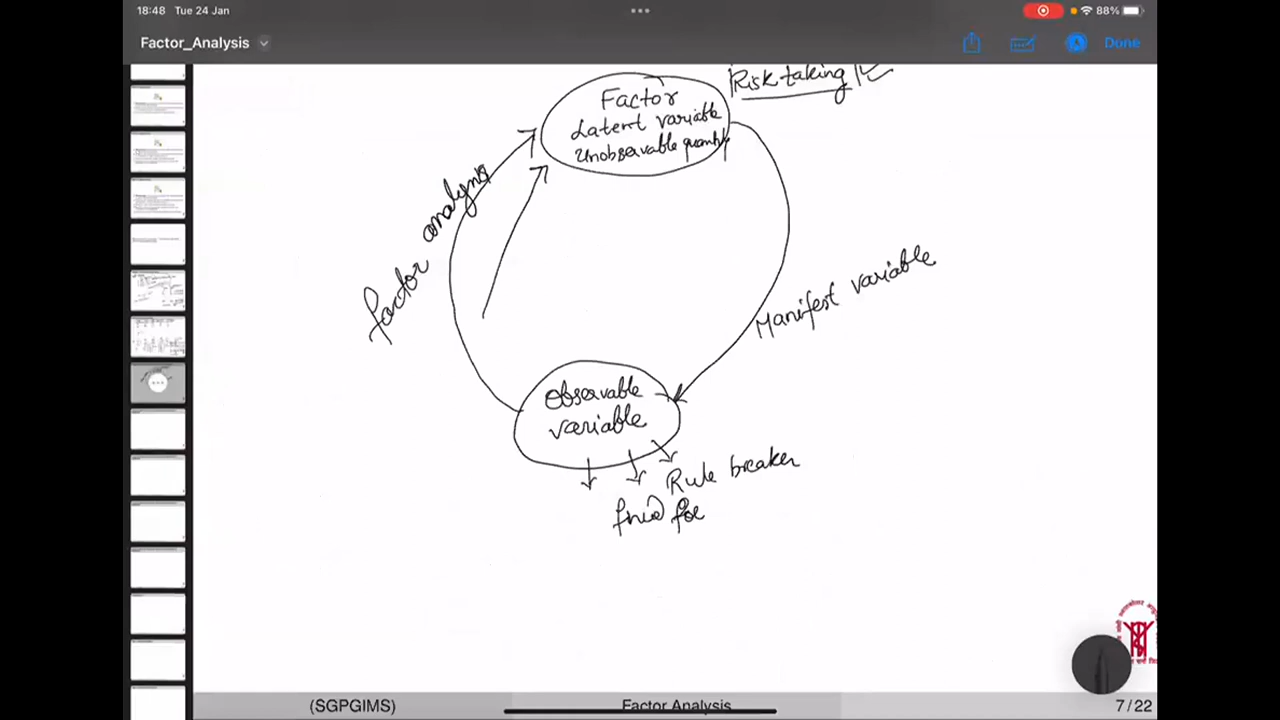 18:48 Tue 24 Jan
88%
Factor_Analysis
Done
Risk taking
Factor
Latent variable
Unobservable quantity
Factor analysis
Manifest variable
Observable
variable
Rule breaker
(SGPGIMS)
Factor Analysis
7/22